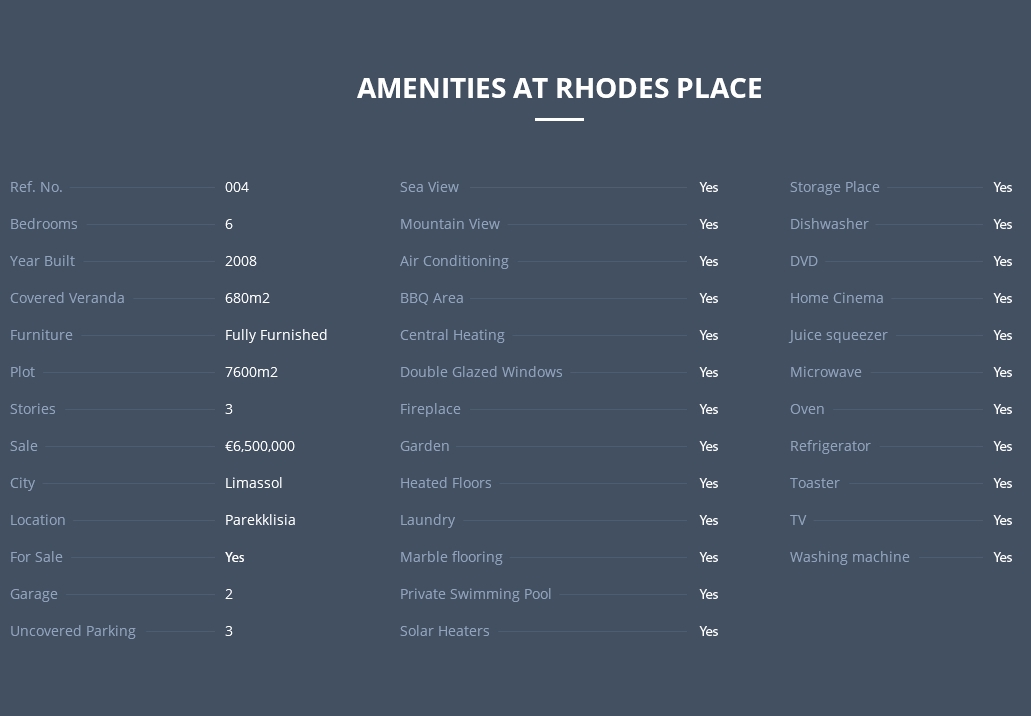 AMENITIES AT RHODES PLACE
Ref. No. 004
Bedrooms 6
Year Built 2008
Covered Veranda 680m2
Furniture Fully Furnished
Plot 7600m2
Stories 3
Sale €6,500,000
City Limassol
Location Parekklisia
For Sale Yes
Garage 2
Uncovered Parking 3
Sea View Yes
Mountain View Yes
Air Conditioning Yes
BBQ Area Yes
Central Heating Yes
Double Glazed Windows Yes
Fireplace Yes
Garden Yes
Heated Floors Yes
Laundry Yes
Marble flooring Yes
Private Swimming Pool Yes
Solar Heaters Yes
Storage Place Yes
Dishwasher Yes
DVD Yes
Home Cinema Yes
Juice squeezer Yes
Microwave Yes
Oven Yes
Refrigerator Yes
Toaster Yes
TV Yes
Washing machine Yes